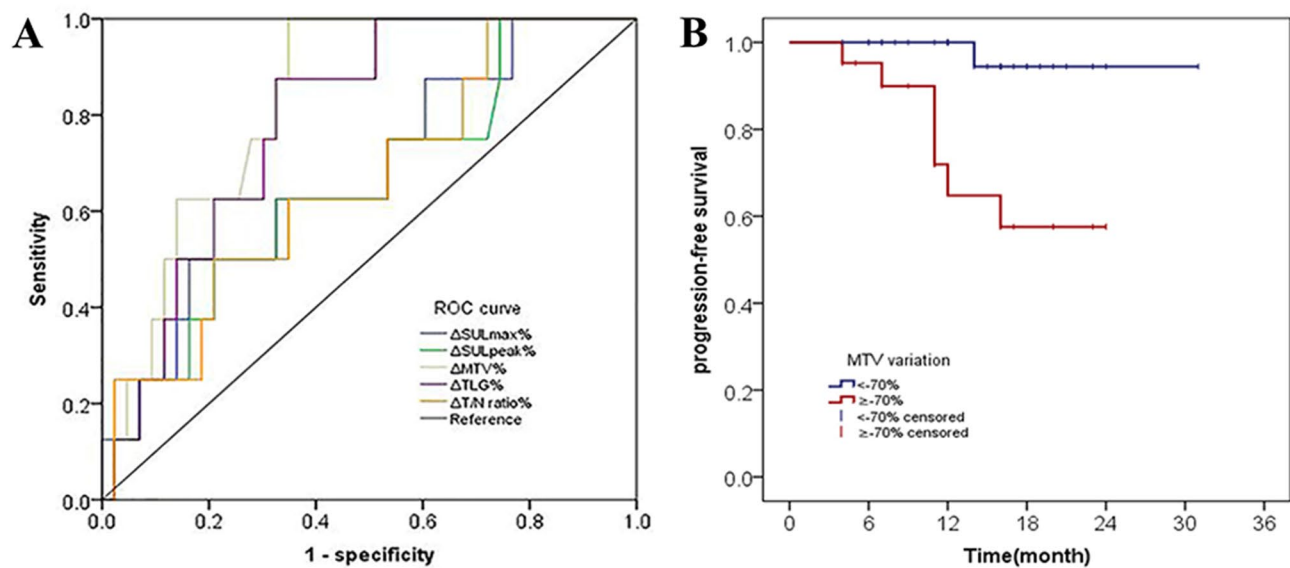 A
1.0
0.8
0.6
0.4
0.2
0.0
Sensitivity
ROC curve
ΔSULmax%
ΔSULpeak%
ΔMTV%
ΔTLG%
ΔT/N ratio%
Reference
0.0 0.2 0.4 0.6 0.8 1.0
1 - specificity
B
1.0
0.8
0.6
0.4
0.2
0.0
progression-free survival
MTV variation
<-70%
≥-70%
<-70% censored
≥-70% censored
0 6 12 18 24 30 36
Time(month)